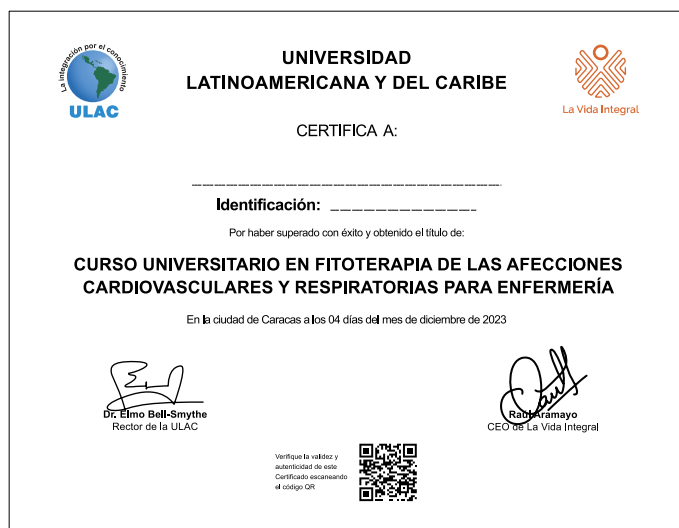 La integración por el conocimiento
ULAC
UNIVERSIDAD
LATINOAMERICANA Y DEL CARIBE
La Vida Integral
CERTIFICA A:
Identificación:
Por haber superado con éxito y obtenido el título de:
CURSO UNIVERSITARIO EN FITOTERAPIA DE LAS AFECCIONES
CARDIOVASCULARES Y RESPIRATORIAS PARA ENFERMERÍA
En la ciudad de Caracas a los 04 días del mes de diciembre de 2023
Dr. Elmo Bell-Smythe
Rector de la ULAC
Raúl Aramayo
CEO de La Vida Integral
Verifique la validez y
autenticidad de este
Certificado escaneando
el código QR